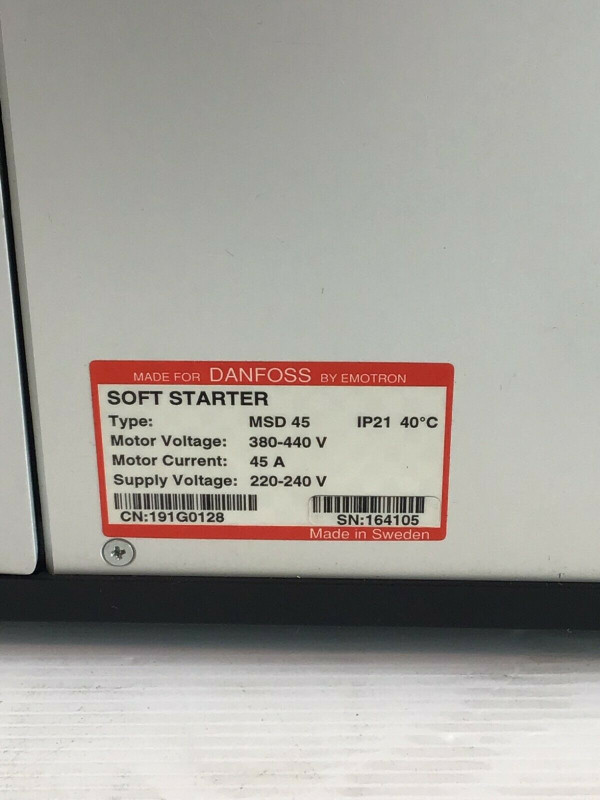 MADE FOR DANFOSS BY EMOTRON
SOFT STARTER
Type: MSD 45 IP21 40°C
Motor Voltage: 380-440 V
Motor Current: 45 A
Supply Voltage: 220-240 V
CN:191G0128 SN:164105
Made in Sweden